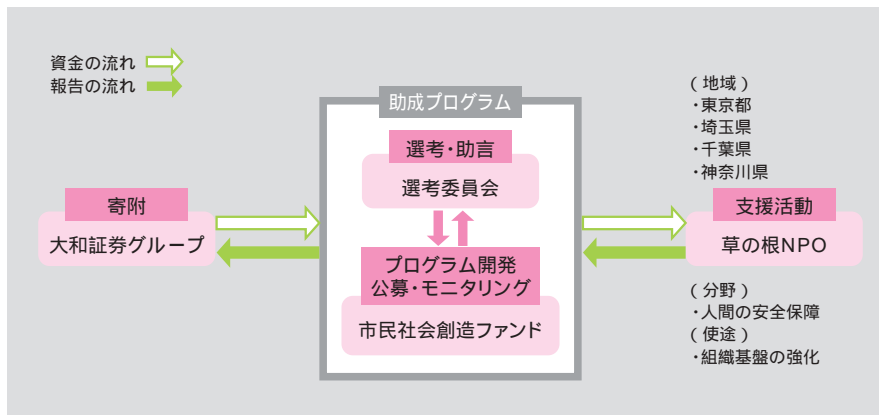 資金の流れ
報告の流れ
助成プログラム
選考・助言
選考委員会
プログラム開発
公募・モニタリング
市民社会創造ファンド
寄附
大和証券グループ
(地域)
・東京都
・埼玉県
・千葉県
・神奈川県
支援活動
草の根NPO
(分野)
・人間の安全保障
(使途)
・組織基盤の強化